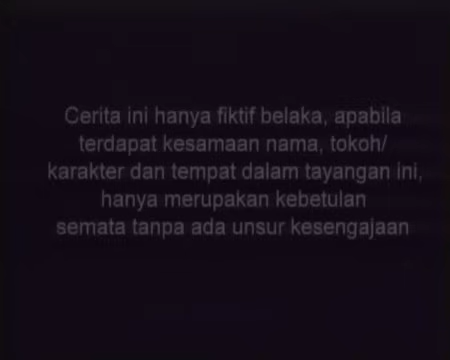 Cerita ini hanya fiktif belaka, apabila
terdapat kesamaan nama, tokoh/
karakter dan tempat dalam tayangan ini,
hanya merupakan kebetulan
semata tanpa ada unsur kesengajaan